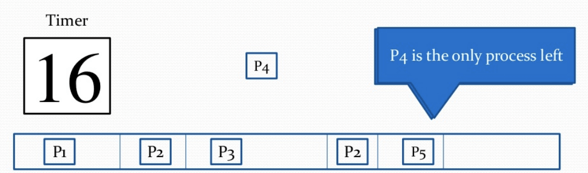 Timer
16
P4
P4 is the only process left
P1 P2 P3 P2 P5